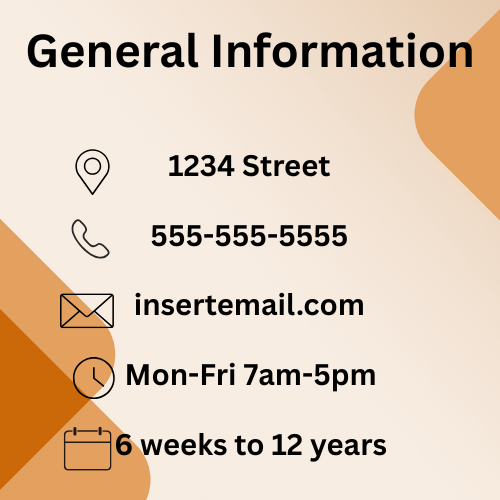 General Information
1234 Street
555-555-5555
insertemail.com
Mon-Fri 7am-5pm
6 weeks to 12 years